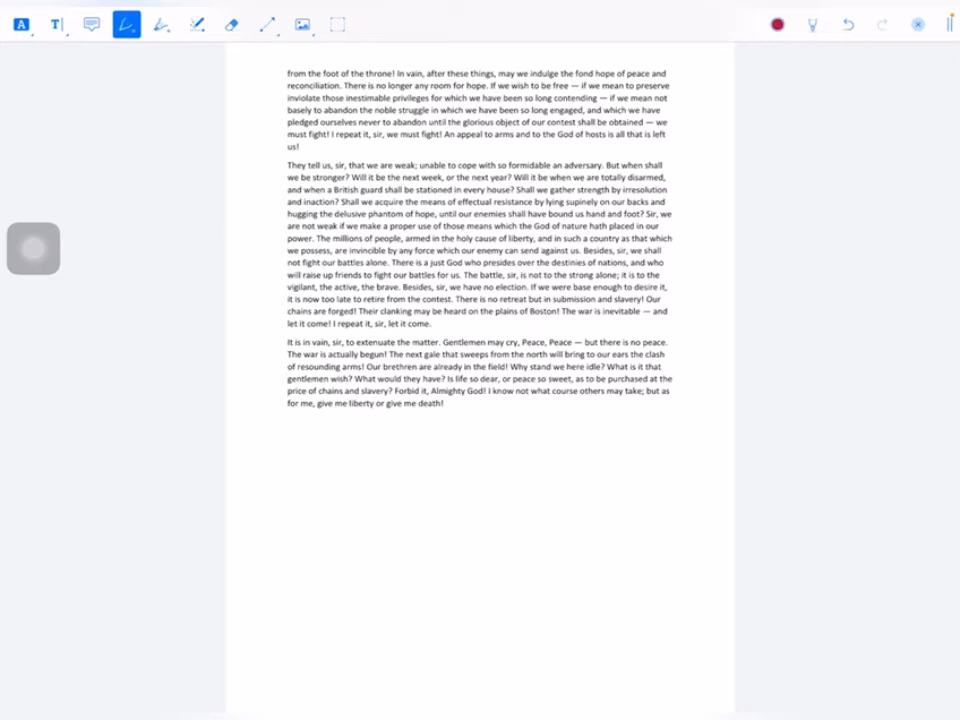 A T|
from the foot of the throne! In vain, after these things, may we indulge the fond hope of peace and
reconciliation. There is no longer any room for hope. If we wish to be free — if we mean to preserve
inviolate those inestimable privileges for which we have been so long contending — if we mean not
basely to abandon the noble struggle in which we have been so long engaged, and which we have
pledged ourselves never to abandon until the glorious object of our contest shall be obtained — we
must fight! I repeat it, sir, we must fight! An appeal to arms and to the God of hosts is all that is left
us!
They tell us, sir, that we are weak; unable to cope with so formidable an adversary. But when shall
we be stronger? Will it be the next week, or the next year? Will it be when we are totally disarmed,
and when a British guard shall be stationed in every house? Shall we gather strength by irresolution
and inaction? Shall we acquire the means of effectual resistance by lying supinely on our backs and
hugging the delusive phantom of hope, until our enemies shall have bound us hand and foot? Sir, we
are not weak if we make a proper use of those means which the God of nature hath placed in our
power. The millions of people, armed in the holy cause of liberty, and in such a country as that which
we possess, are invincible by any force which our enemy can send against us. Besides, sir, we shall
not fight our battles alone. There is a just God who presides over the destinies of nations, and who
will raise up friends to fight our battles for us. The battle, sir, is not to the strong alone; it is to the
vigilant, the active, the brave. Besides, sir, we have no election. If we were base enough to desire it,
it is now too late to retire from the contest. There is no retreat but in submission and slavery! Our
chains are forged! Their clanking may be heard on the plains of Boston! The war is inevitable — and
let it come! I repeat it, sir, let it come.
It is in vain, sir, to extenuate the matter. Gentlemen may cry, Peace, Peace — but there is no peace.
The war is actually begun! The next gale that sweeps from the north will bring to our ears the clash
of resounding arms! Our brethren are already in the field! Why stand we here idle? What is it that
gentlemen wish? What would they have? Is life so dear, or peace so sweet, as to be purchased at the
price of chains and slavery? Forbid it, Almighty God! I know not what course others may take; but as
for me, give me liberty or give me death!